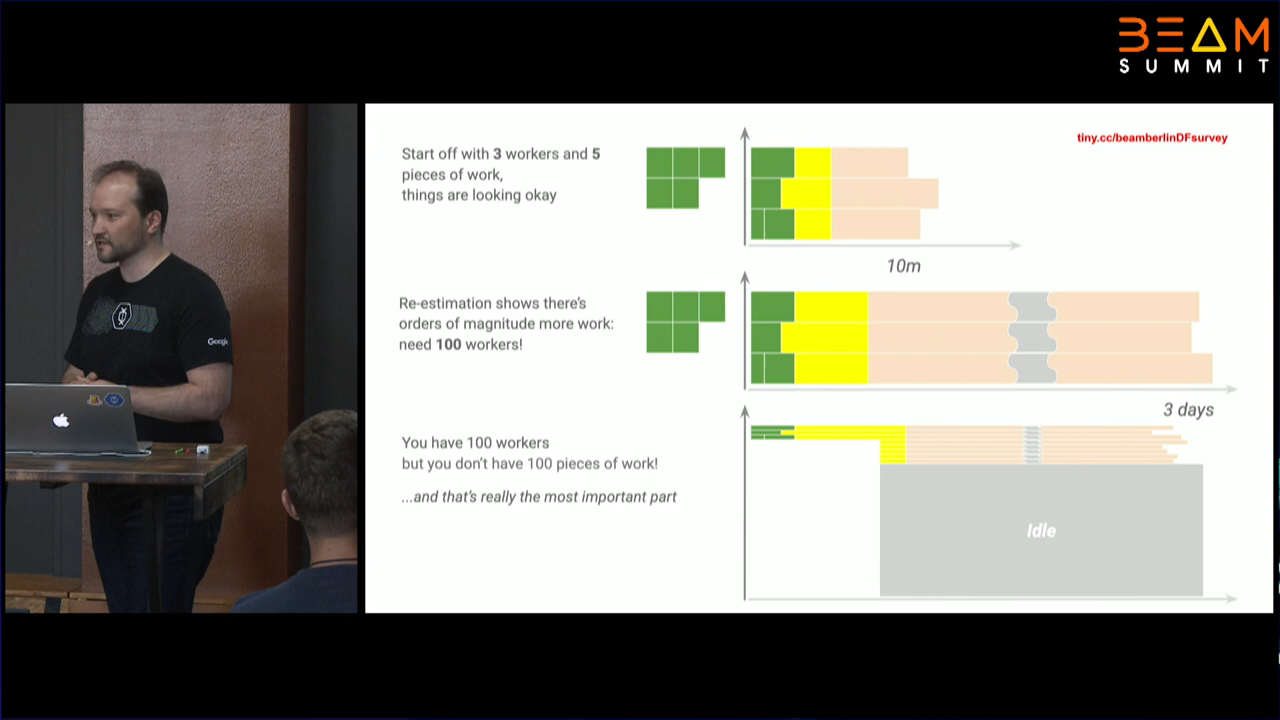 BEAM
SUMMIT
tiny.cc/beamberlinDFsurvey
Start off with 3 workers and 5
pieces of work,
things are looking okay
10m
Re-estimation shows there's
orders of magnitude more work:
need 100 workers!
3 days
You have 100 workers
but you don't have 100 pieces of work!
...and that's really the most important part
Idle
Google